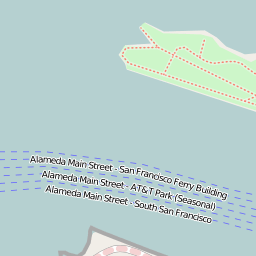 Alameda Main Street - San Francisco Ferry Building
Alameda Main Street - AT&T Park (Seasonal)
Alameda Main Street - South San Francisco